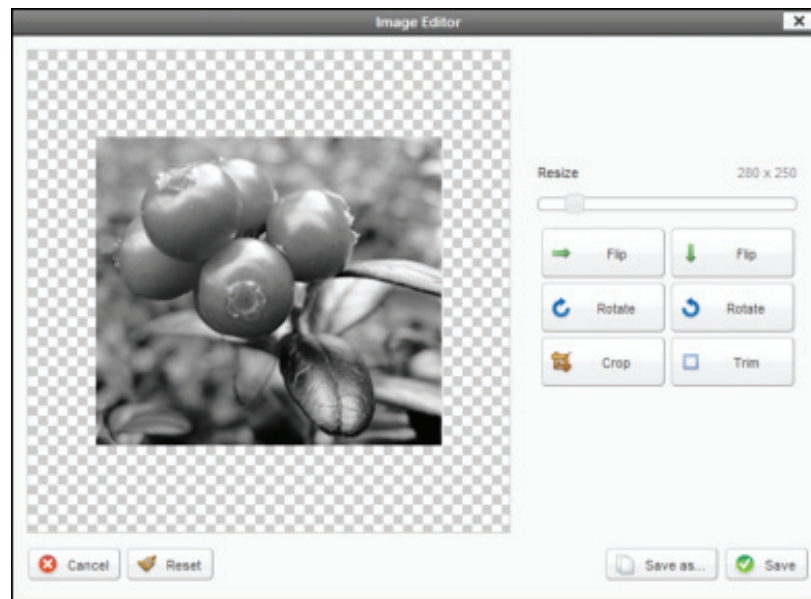 Image Editor
Resize 280 x 250
Flip Flip
Rotate Rotate
Crop Trim
Cancel Reset Save as... Save